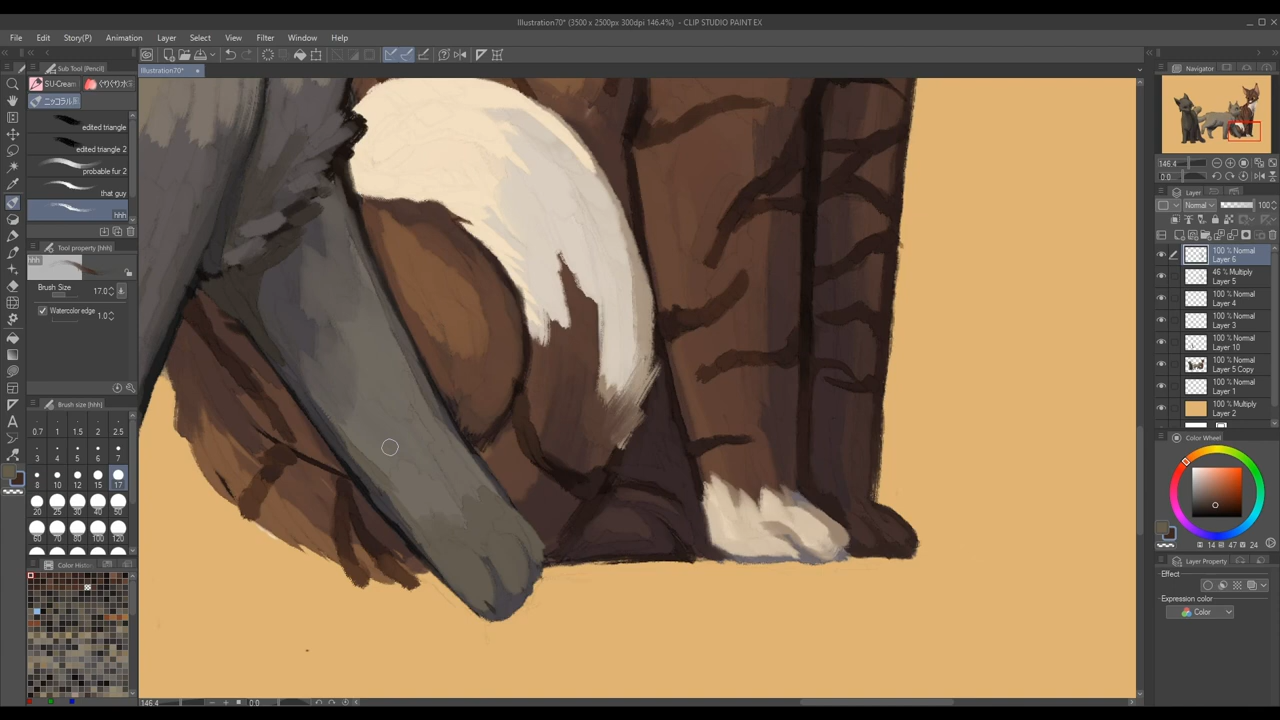 Illustration70* (3500 x 2500px 300dpi 146.4%) - CLIP STUDIO PAINT EX
File Edit Story(P) Animation Layer Select View Filter Window Help
Sub Tool [Pencil]
Illustration70*
Navigator
SU-Cream
edited triangle
edited triangle 2
probable fur 2
that guy
hhh
Tool property [hhh]
hhh
Brush Size 17.0
Watercolor edge 1.0
Brush size [hhh]
0.7 1 1.5 2 2.5
3 4 5 6 7
8 10 12 15 17
20 25 30 40 50
60 70 80 100 120
Color Histo
146.4 0.0
146.4
0.0
Layer
Normal 100
100 % Normal
Layer 6
46 % Multiply
Layer 5
100 % Normal
Layer 4
100 % Normal
Layer 3
100 % Normal
Layer 10
100 % Normal
Layer 5 Copy
100 % Normal
Layer 1
100 % Multiply
Layer 2
Color Wheel
H 14 S 47 V 24
Layer Property
Effect
Expression color
Color